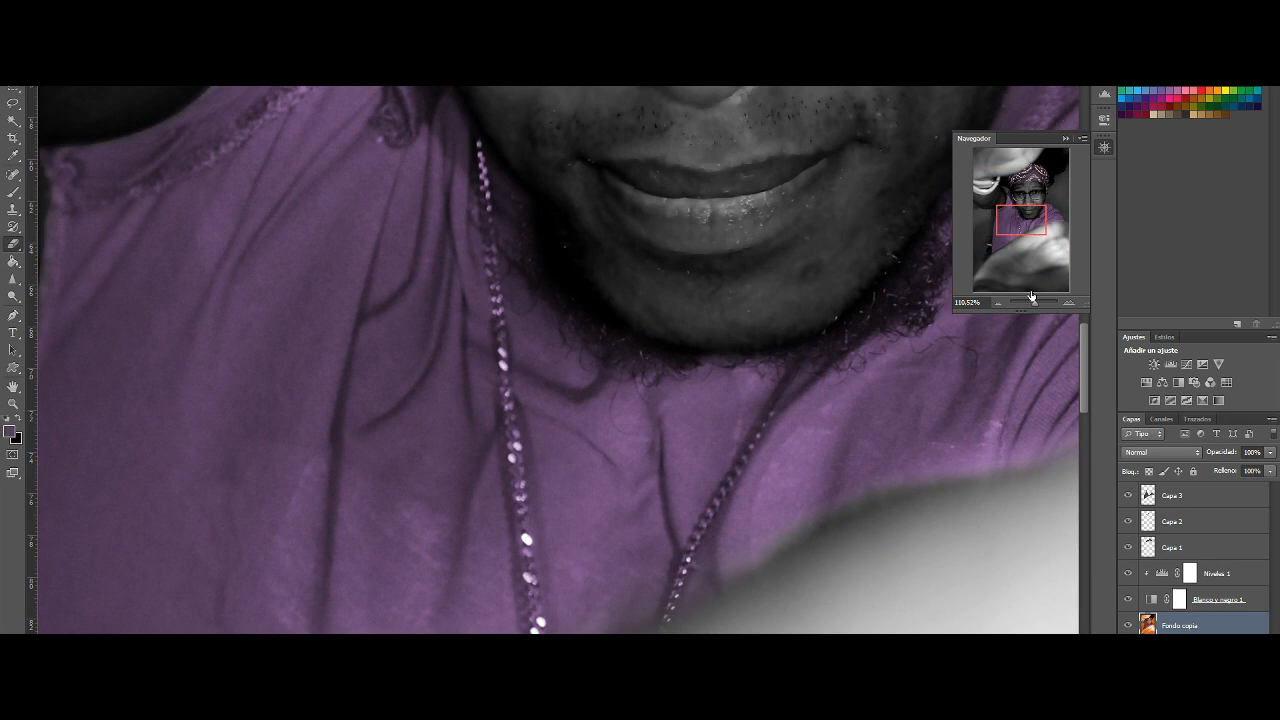 Navegador
110,52%
Ajustes Estilos
Añadir un ajuste
Capas Canales Trazados
Tipo
Normal Opacidad: 100%
Bloq.: Relleno: 100%
Capa 3
Capa 2
Capa 1
Niveles 1
Blanco y negro 1
Fondo copia